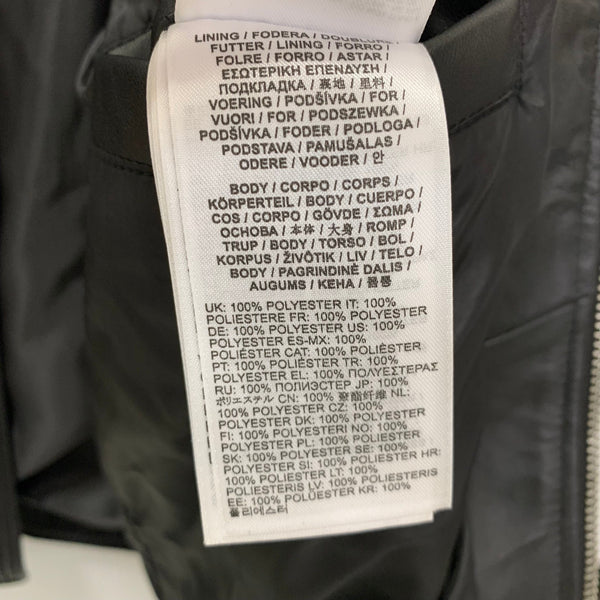 LINING / FODERA / DOUBLURE /
FUTTER / LINING / FORRO /
FOLRE / FORRO / ASTAR /
ΕΣΩΤΕΡΙΚΗ ΕΠΕΝΔΥΣΗ /
ПОДКЛАДКА / 裏地 / 里料 /
VOERING / PODŠÍVKA / FOR /
VUORI / FOR / PODSZEWKA /
PODŠÍVKA / FODER / PODLOGA /
PODSTAVA / PAMUŠALAS /
ODERE / VOODER / 안
BODY / CORPO / CORPS /
KÖRPERTEIL / BODY / CUERPO /
COS / CORPO / GÖVDE / ΣΩΜΑ /
ОСНОВА / 本体 / 大身 / ROMP /
TRUP / BODY / TORSO / BOL /
KORPUS / ŽIVÔTIK / LIV / TELO /
BODY / PAGRINDINĖ DALIS /
AUGUMS / KEHA / 몸통
UK: 100% POLYESTER IT: 100%
POLIESTERE FR: 100% POLYESTER
DE: 100% POLYESTER US: 100%
POLYESTER ES-MX: 100%
POLIÉSTER CAT: 100% POLIÈSTER
PT: 100% POLIÉSTER TR: 100%
POLYESTER EL: 100% ΠΟΛΥΕΣΤΕΡΑΣ
RU: 100% ПОЛИЭСТЕР JP: 100%
ポリエステル CN: 100% 聚酯纤维 NL:
100% POLYESTER CZ: 100%
POLYESTER DK: 100% POLYESTER
FI: 100% POLYESTERI NO: 100%
POLYESTER PL: 100% POLIESTER
SK: 100% POLYESTER SE: 100%
POLYESTER SI: 100% POLIESTER HR:
100% POLIESTER LT: 100%
POLIESTERIS LV: 100% POLIESTERIS
EE: 100% POLÜESTER KR: 100%
폴리에스터